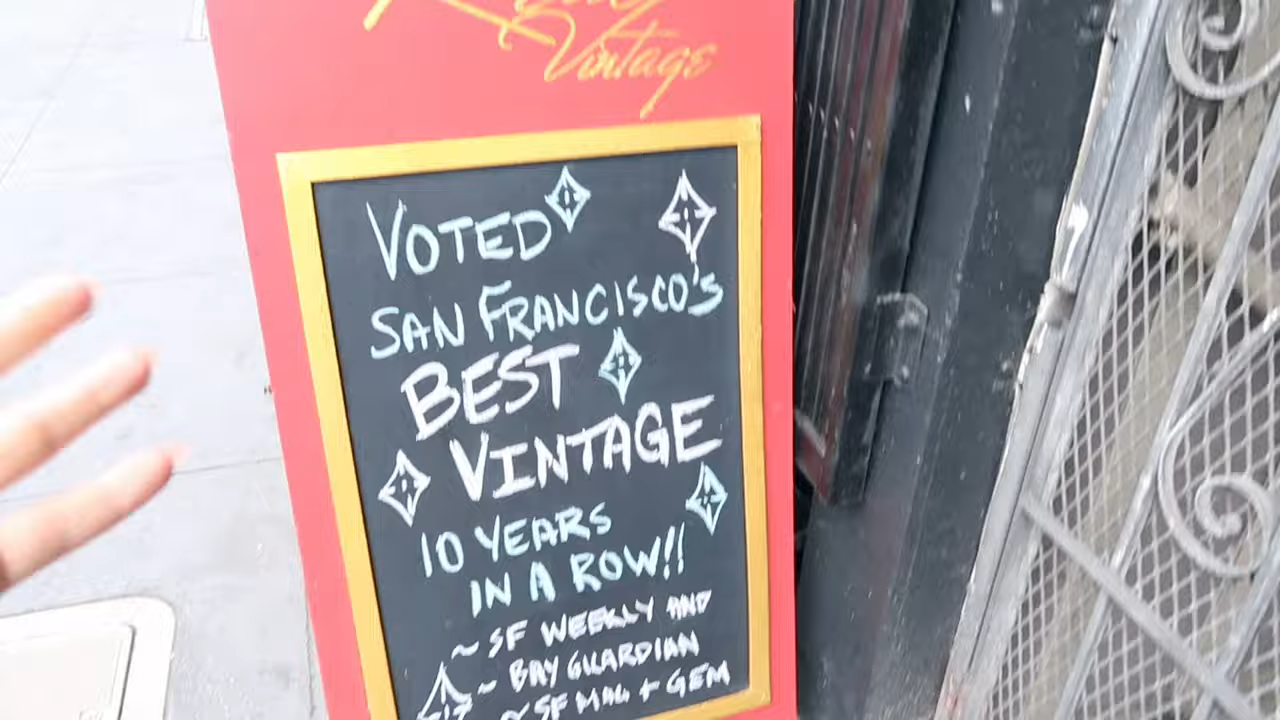 Vintage
VOTED
SAN FRANCISCO'S
BEST
VINTAGE
10 YEARS
IN A ROW!!
~ SF WEEKLY AND
~ BAY GUARDIAN
~ SF MAG + GEM